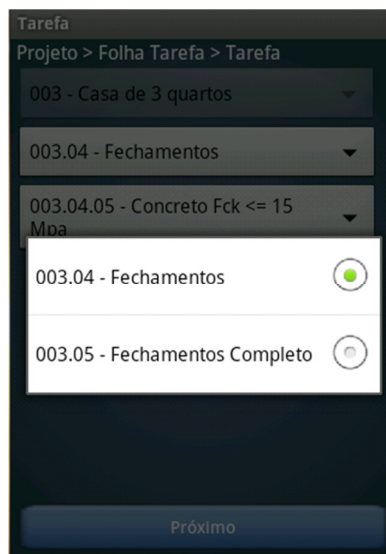 Tarefa
Projeto > Folha Tarefa > Tarefa
003 - Casa de 3 quartos
003.04 - Fechamentos
003.04.05 - Concreto Fck <= 15
Mpa
003.04 - Fechamentos
003.05 - Fechamentos Completo
Próximo